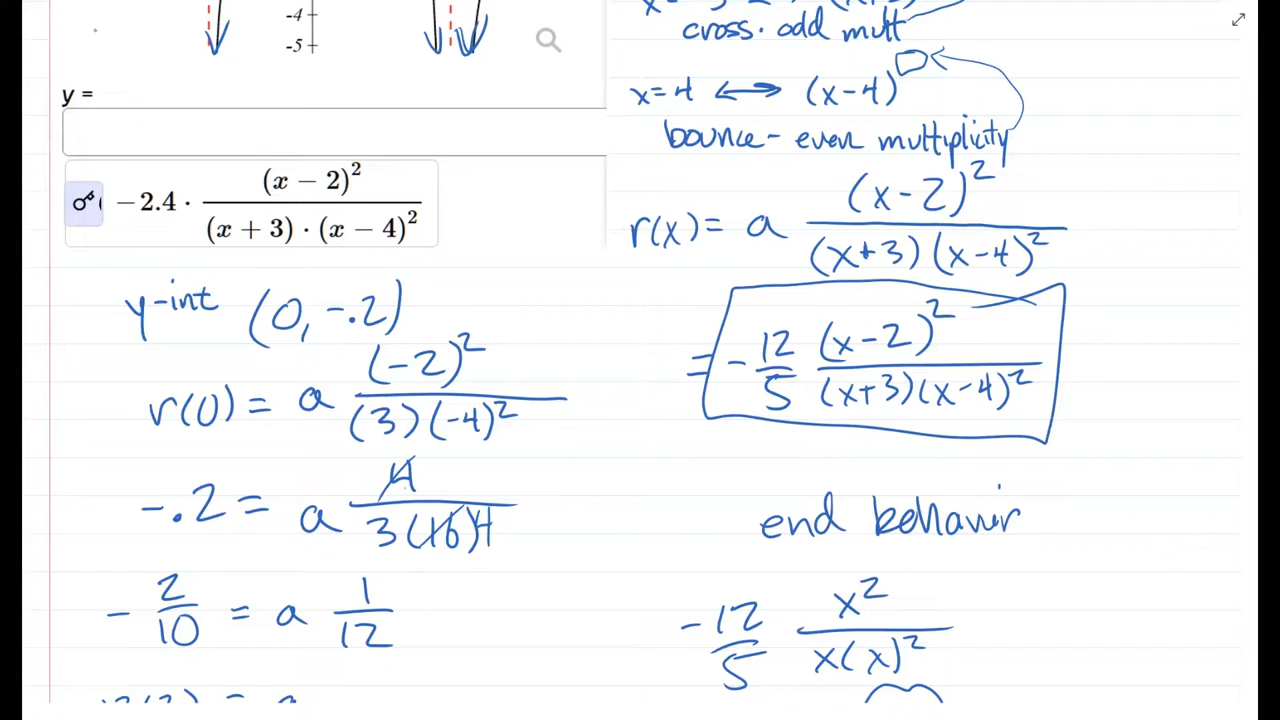 -4
-5
y =
-2.4 · (x − 2)^2 / ((x + 3) · (x − 4)^2)
y-int (0, -.2)
r(0) = a (-2)^2 / ((3)(-4)^2)
-.2 = a 4 / (3(16)4)
- 2/10 = a 1/12
cross. odd mult
x=4 ⟷ (x-4)^□
bounce - even multiplicity
r(x) = a (x-2)^2 / ((x+3)(x-4)^2)
= - 12/5 (x-2)^2 / ((x+3)(x-4)^2)
end behavior
-12/5 x^2 / (x(x)^2)